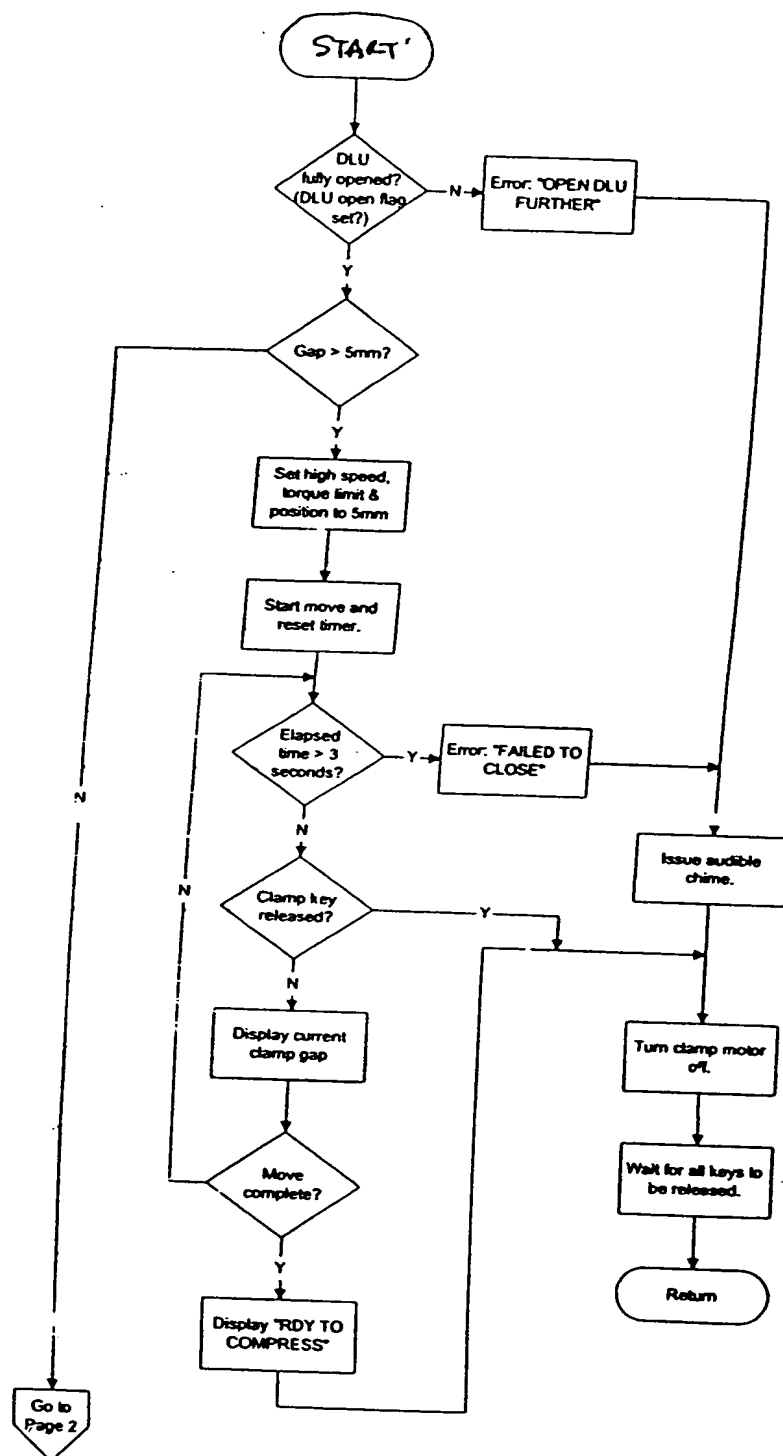 START
DLU
fully opened?
(DLU open flag
set?)
N
Error: "OPEN DLU
FURTHER"
Y
Gap > 5mm?
Y
Set high speed,
torque limit &
position to 5mm
Start move and
reset timer.
Elapsed
time > 3
seconds?
Y
Error: "FAILED TO
CLOSE"
N
N
Issue audible
chime.
N
Clamp key
released?
Y
N
Display current
clamp gap
Turn clamp motor
off.
Move
complete?
Wait for all keys to
be released.
Y
Return
Display "RDY TO
COMPRESS"
Go to
Page 2